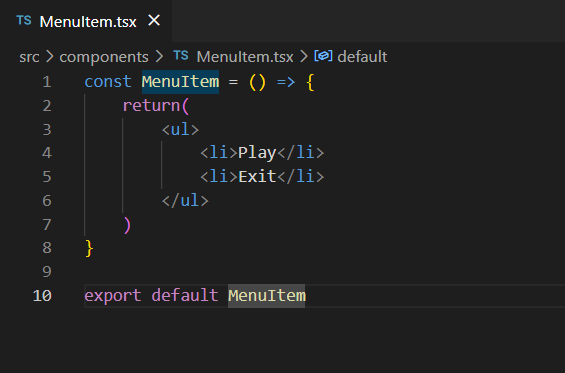 TS MenuItem.tsx ×
src > components > TS MenuItem.tsx > default
1 const MenuItem = () => {
2     return(
3         <ul>
4             <li>Play</li>
5             <li>Exit</li>
6         </ul>
7     )
8 }
9
10 export default MenuItem